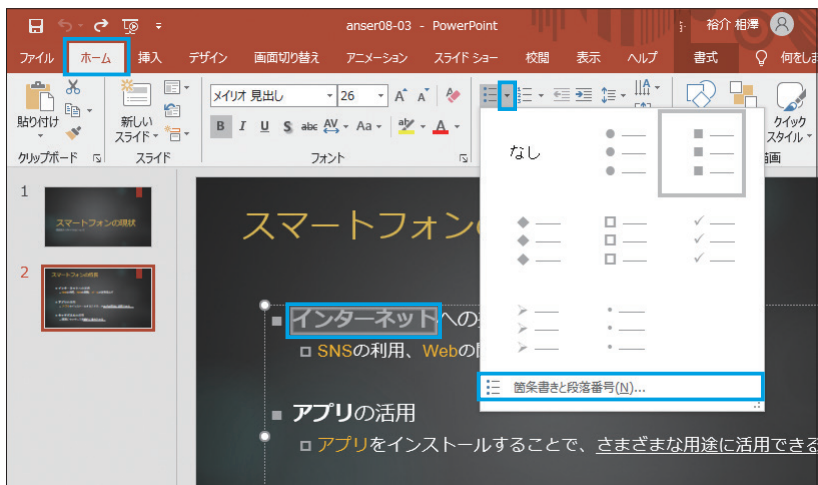 anser08-03 - PowerPoint
裕介 相澤
ファイル ホーム 挿入 デザイン 画面切り替え アニメーション スライド ショー 校閲 表示 ヘルプ 書式 何をしま
メイリオ 見出し 26
貼り付け 新しい
スライド
クイック
スタイル
クリップボード スライド フォント 描画
B I U S abc AV Aa A
なし
1
スマートフォンの現状
2
スマートフォンの
インターネットへの
SNSの利用、Webの
箇条書きと段落番号(N)...
アプリの活用
アプリをインストールすることで、さまざまな用途に活用できる